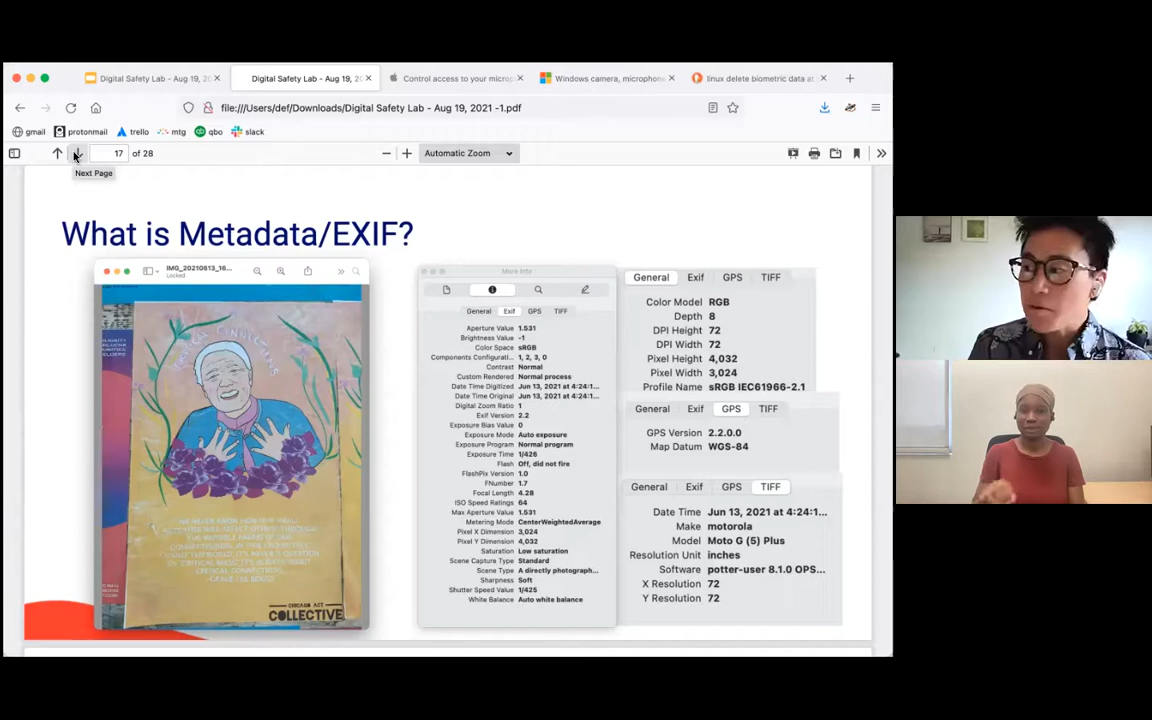 Digital Safety Lab - Aug 19, 20
Digital Safety Lab - Aug 19, 20
Control access to your microp
Windows camera, microphone
linux delete biometric data at
file:///Users/def/Downloads/Digital Safety Lab - Aug 19, 2021 -1.pdf
gmail protonmail trello mtg qbo slack
17 of 28
Automatic Zoom
Next Page
What is Metadata/EXIF?
IMG_20210613_16...
Locked
CHICAGO ACT
COLLECTIVE
More Info
General Exif GPS TIFF
Aperture Value 1.531
Brightness Value -1
Color Space sRGB
Components Configurati... 1, 2, 3, 0
Contrast Normal
Custom Rendered Normal process
Date Time Digitized Jun 13, 2021 at 4:24:1...
Date Time Original Jun 13, 2021 at 4:24:1...
Digital Zoom Ratio 1
Exif Version 2.2
Exposure Bias Value 0
Exposure Mode Auto exposure
Exposure Program Normal program
Exposure Time 1/426
Flash Off, did not fire
FlashPix Version 1.0
FNumber 1.7
Focal Length 4.28
ISO Speed Ratings 64
Max Aperture Value 1.531
Metering Mode CenterWeightedAverage
Pixel X Dimension 3,024
Pixel Y Dimension 4,032
Saturation Low saturation
Scene Capture Type Standard
Scene Type A directly photograph...
Sharpness Soft
Shutter Speed Value 1/425
White Balance Auto white balance
General Exif GPS TIFF
Color Model RGB
Depth 8
DPI Height 72
DPI Width 72
Pixel Height 4,032
Pixel Width 3,024
Profile Name sRGB IEC61966-2.1
General Exif GPS TIFF
GPS Version 2.2.0.0
Map Datum WGS-84
General Exif GPS TIFF
Date Time Jun 13, 2021 at 4:24:1...
Make motorola
Model Moto G (5) Plus
Resolution Unit inches
Software potter-user 8.1.0 OPS...
X Resolution 72
Y Resolution 72